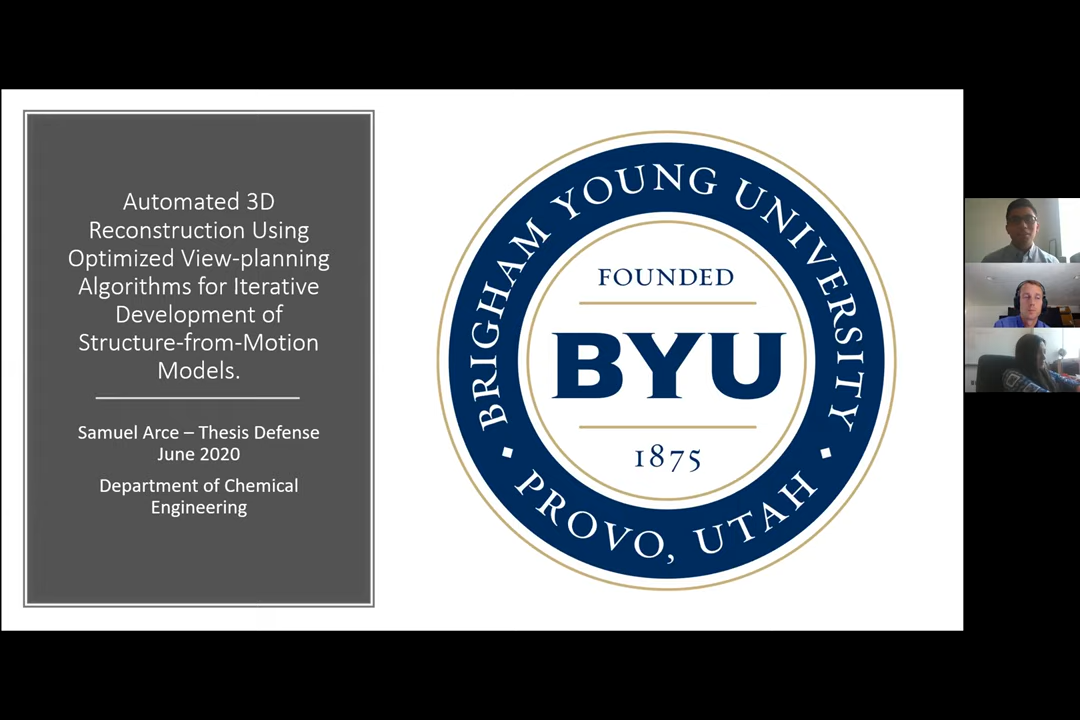 Automated 3D
Reconstruction Using
Optimized View-planning
Algorithms for Iterative
Development of
Structure-from-Motion
Models.
Samuel Arce – Thesis Defense
June 2020
Department of Chemical
Engineering
BRIGHAM YOUNG UNIVERSITY
FOUNDED
BYU
1875
PROVO, UTAH